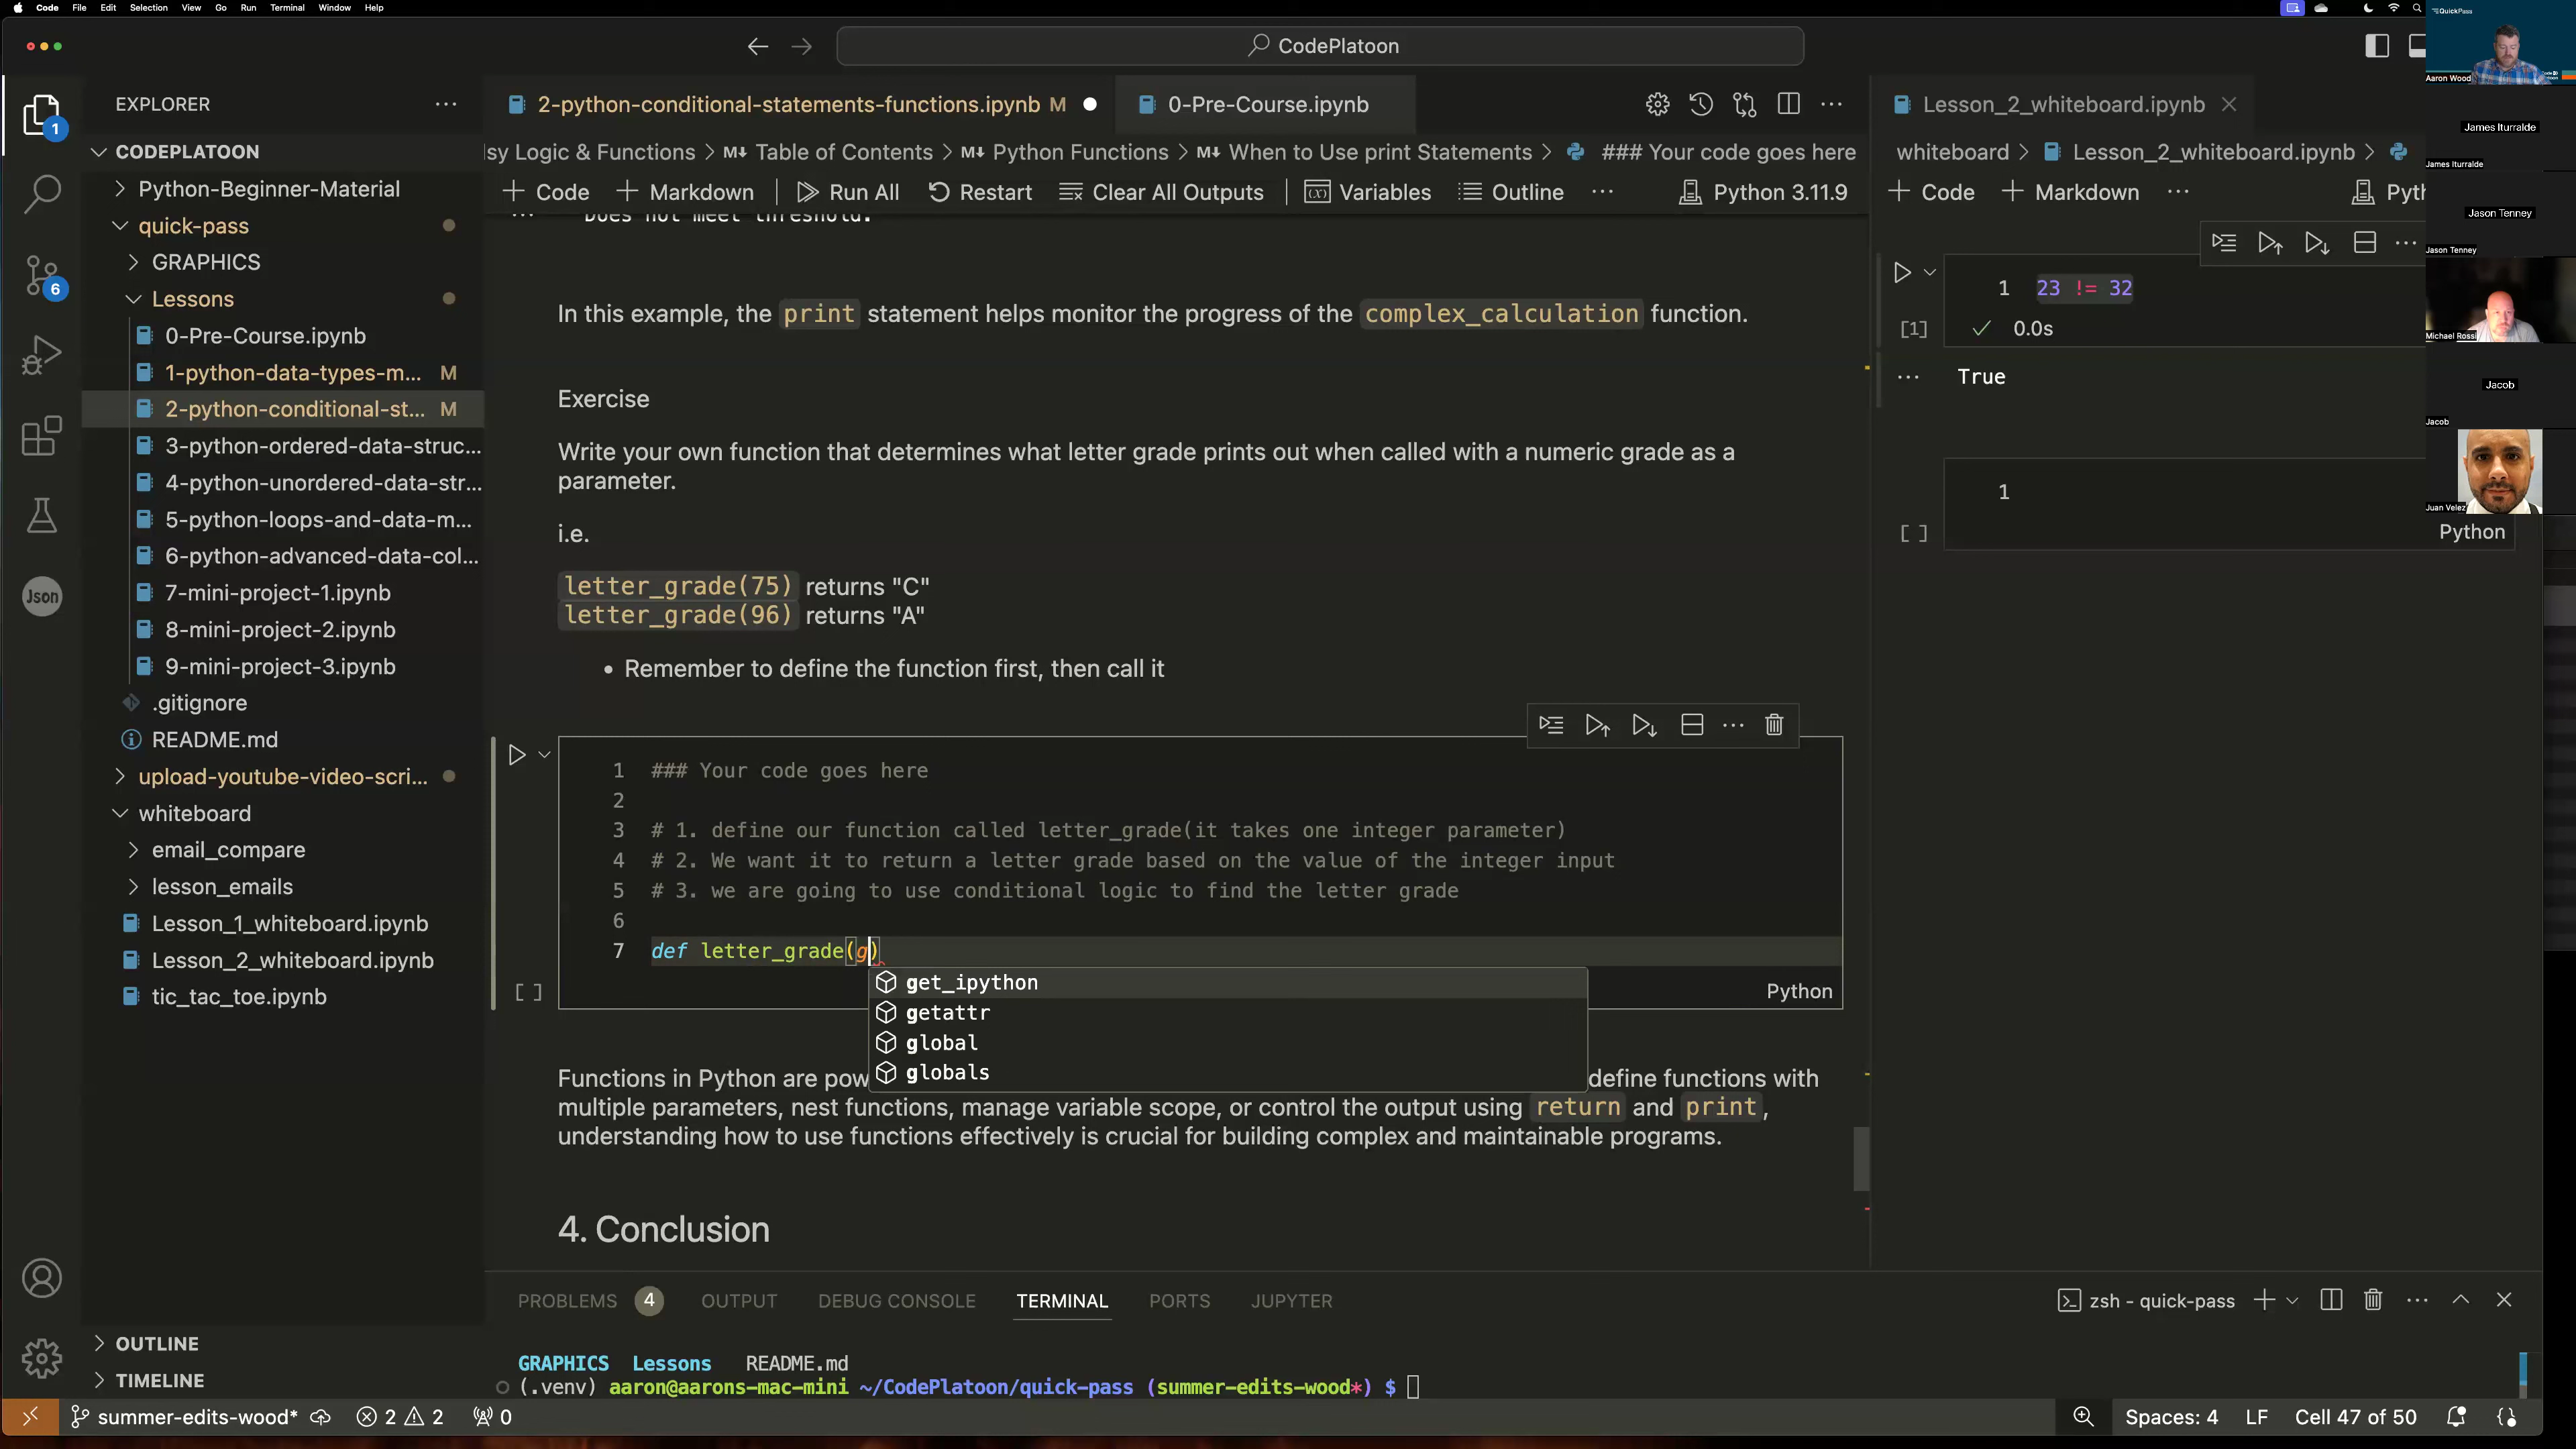 Code File Edit Selection View Go Run Terminal Window Help
CodePlatoon
QuickPass
Aaron Wood
James Iturralde
James Iturralde
Jason Tenney
Jason Tenney
Michael Rossi
Jacob
Jacob
Juan Velez
EXPLORER
1
6
Json
CODEPLATOON
Python-Beginner-Material
quick-pass
GRAPHICS
Lessons
0-Pre-Course.ipynb
1-python-data-types-m... M
2-python-conditional-st... M
3-python-ordered-data-struc...
4-python-unordered-data-str...
5-python-loops-and-data-m...
6-python-advanced-data-col...
7-mini-project-1.ipynb
8-mini-project-2.ipynb
9-mini-project-3.ipynb
.gitignore
README.md
upload-youtube-video-scri...
whiteboard
email_compare
lesson_emails
Lesson_1_whiteboard.ipynb
Lesson_2_whiteboard.ipynb
tic_tac_toe.ipynb
OUTLINE
TIMELINE
2-python-conditional-statements-functions.ipynb M
0-Pre-Course.ipynb
sy Logic & Functions > M↓ Table of Contents > M↓ Python Functions > M↓ When to Use print Statements > ### Your code goes here
+ Code + Markdown Run All Restart Clear All Outputs Variables Outline ... Python 3.11.9
Does not meet threshold.
In this example, the print statement helps monitor the progress of the complex_calculation function.
Exercise
Write your own function that determines what letter grade prints out when called with a numeric grade as a
parameter.
i.e.
letter_grade(75) returns "C"
letter_grade(96) returns "A"
• Remember to define the function first, then call it
1 ### Your code goes here
2
3 # 1. define our function called letter_grade(it takes one integer parameter)
4 # 2. We want it to return a letter grade based on the value of the integer input
5 # 3. we are going to use conditional logic to find the letter grade
6
7 def letter_grade(g)
[ ]
Python
get_ipython
getattr
global
globals
Functions in Python are pow
define functions with
multiple parameters, nest functions, manage variable scope, or control the output using return and print,
understanding how to use functions effectively is crucial for building complex and maintainable programs.
4. Conclusion
Lesson_2_whiteboard.ipynb
whiteboard > Lesson_2_whiteboard.ipynb >
+ Code + Markdown ... Pyth
1 23 != 32
[1] 0.0s
... True
1
[ ]
Python
PROBLEMS 4 OUTPUT DEBUG CONSOLE TERMINAL PORTS JUPYTER
zsh - quick-pass
GRAPHICS Lessons README.md
(.venv) aaron@aarons-mac-mini ~/CodePlatoon/quick-pass (summer-edits-wood*) $
summer-edits-wood* 2 2 0
Spaces: 4 LF Cell 47 of 50